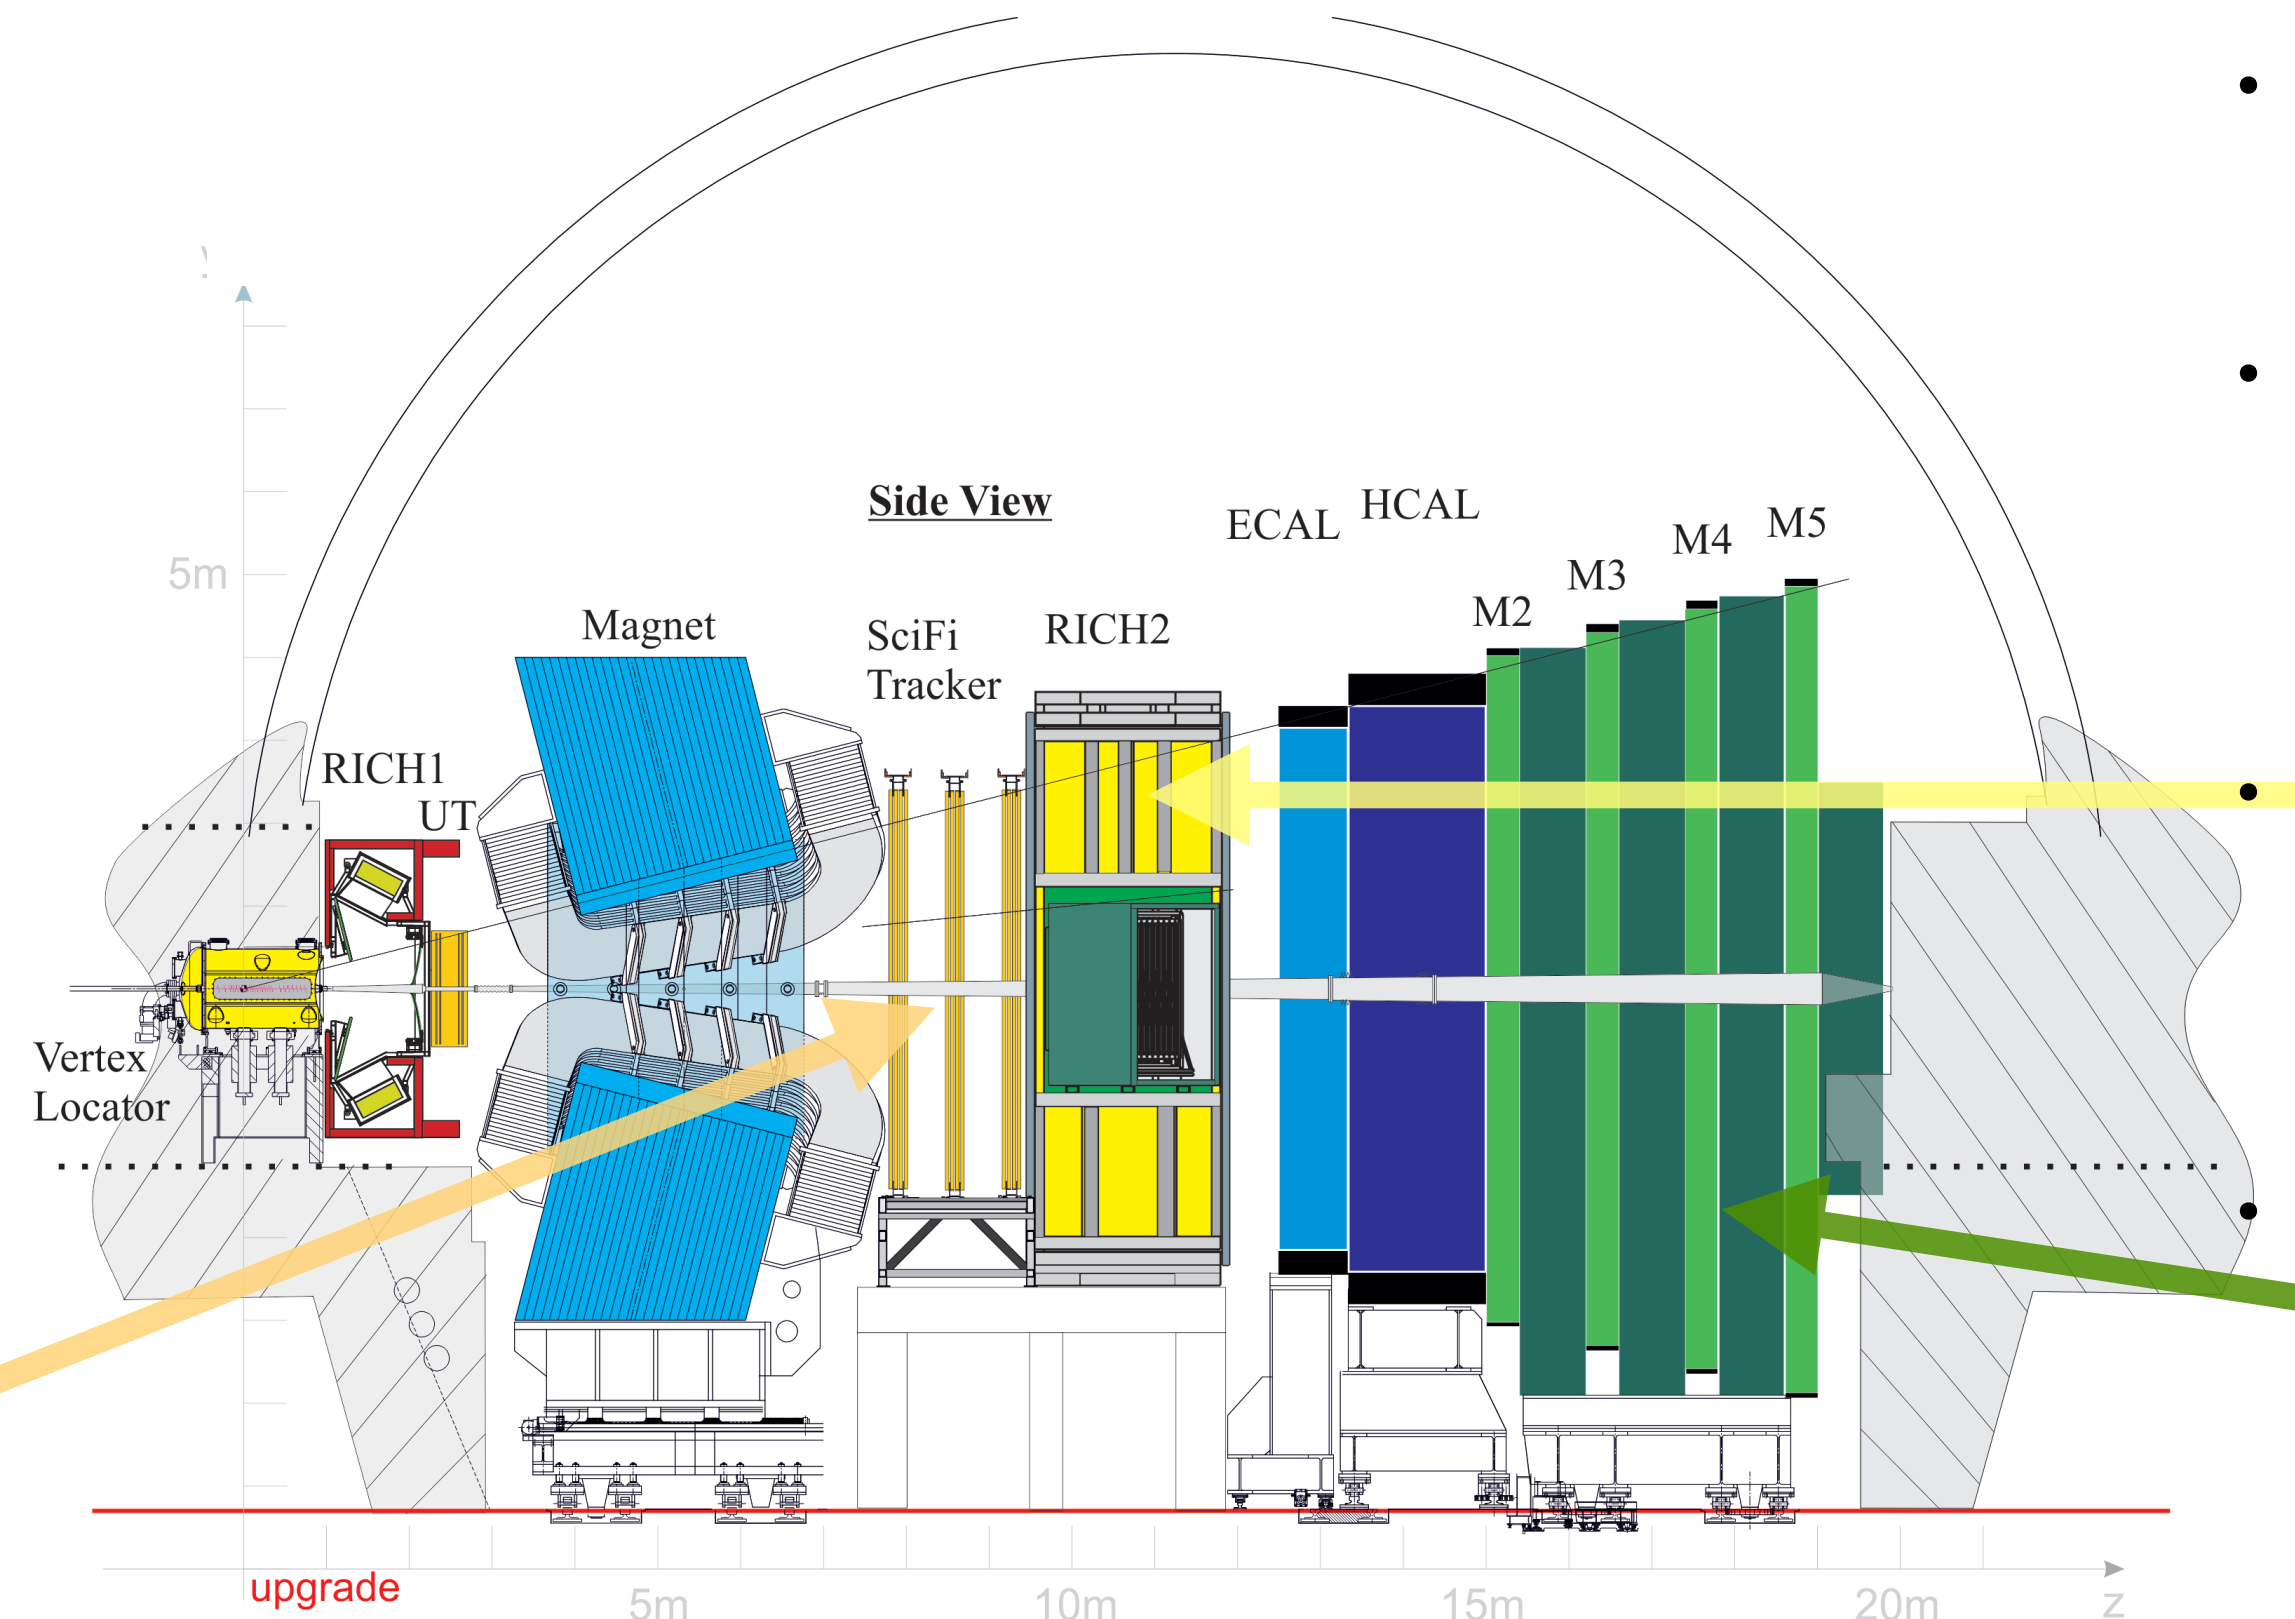 Side View
HCAL
ECAL
M5
M4
M3
M2
5m
Magnet
SciFi
Tracker
RICH2
RICH1
UT
Vertex
Locator
upgrade
5m
10m
15m
20m
z